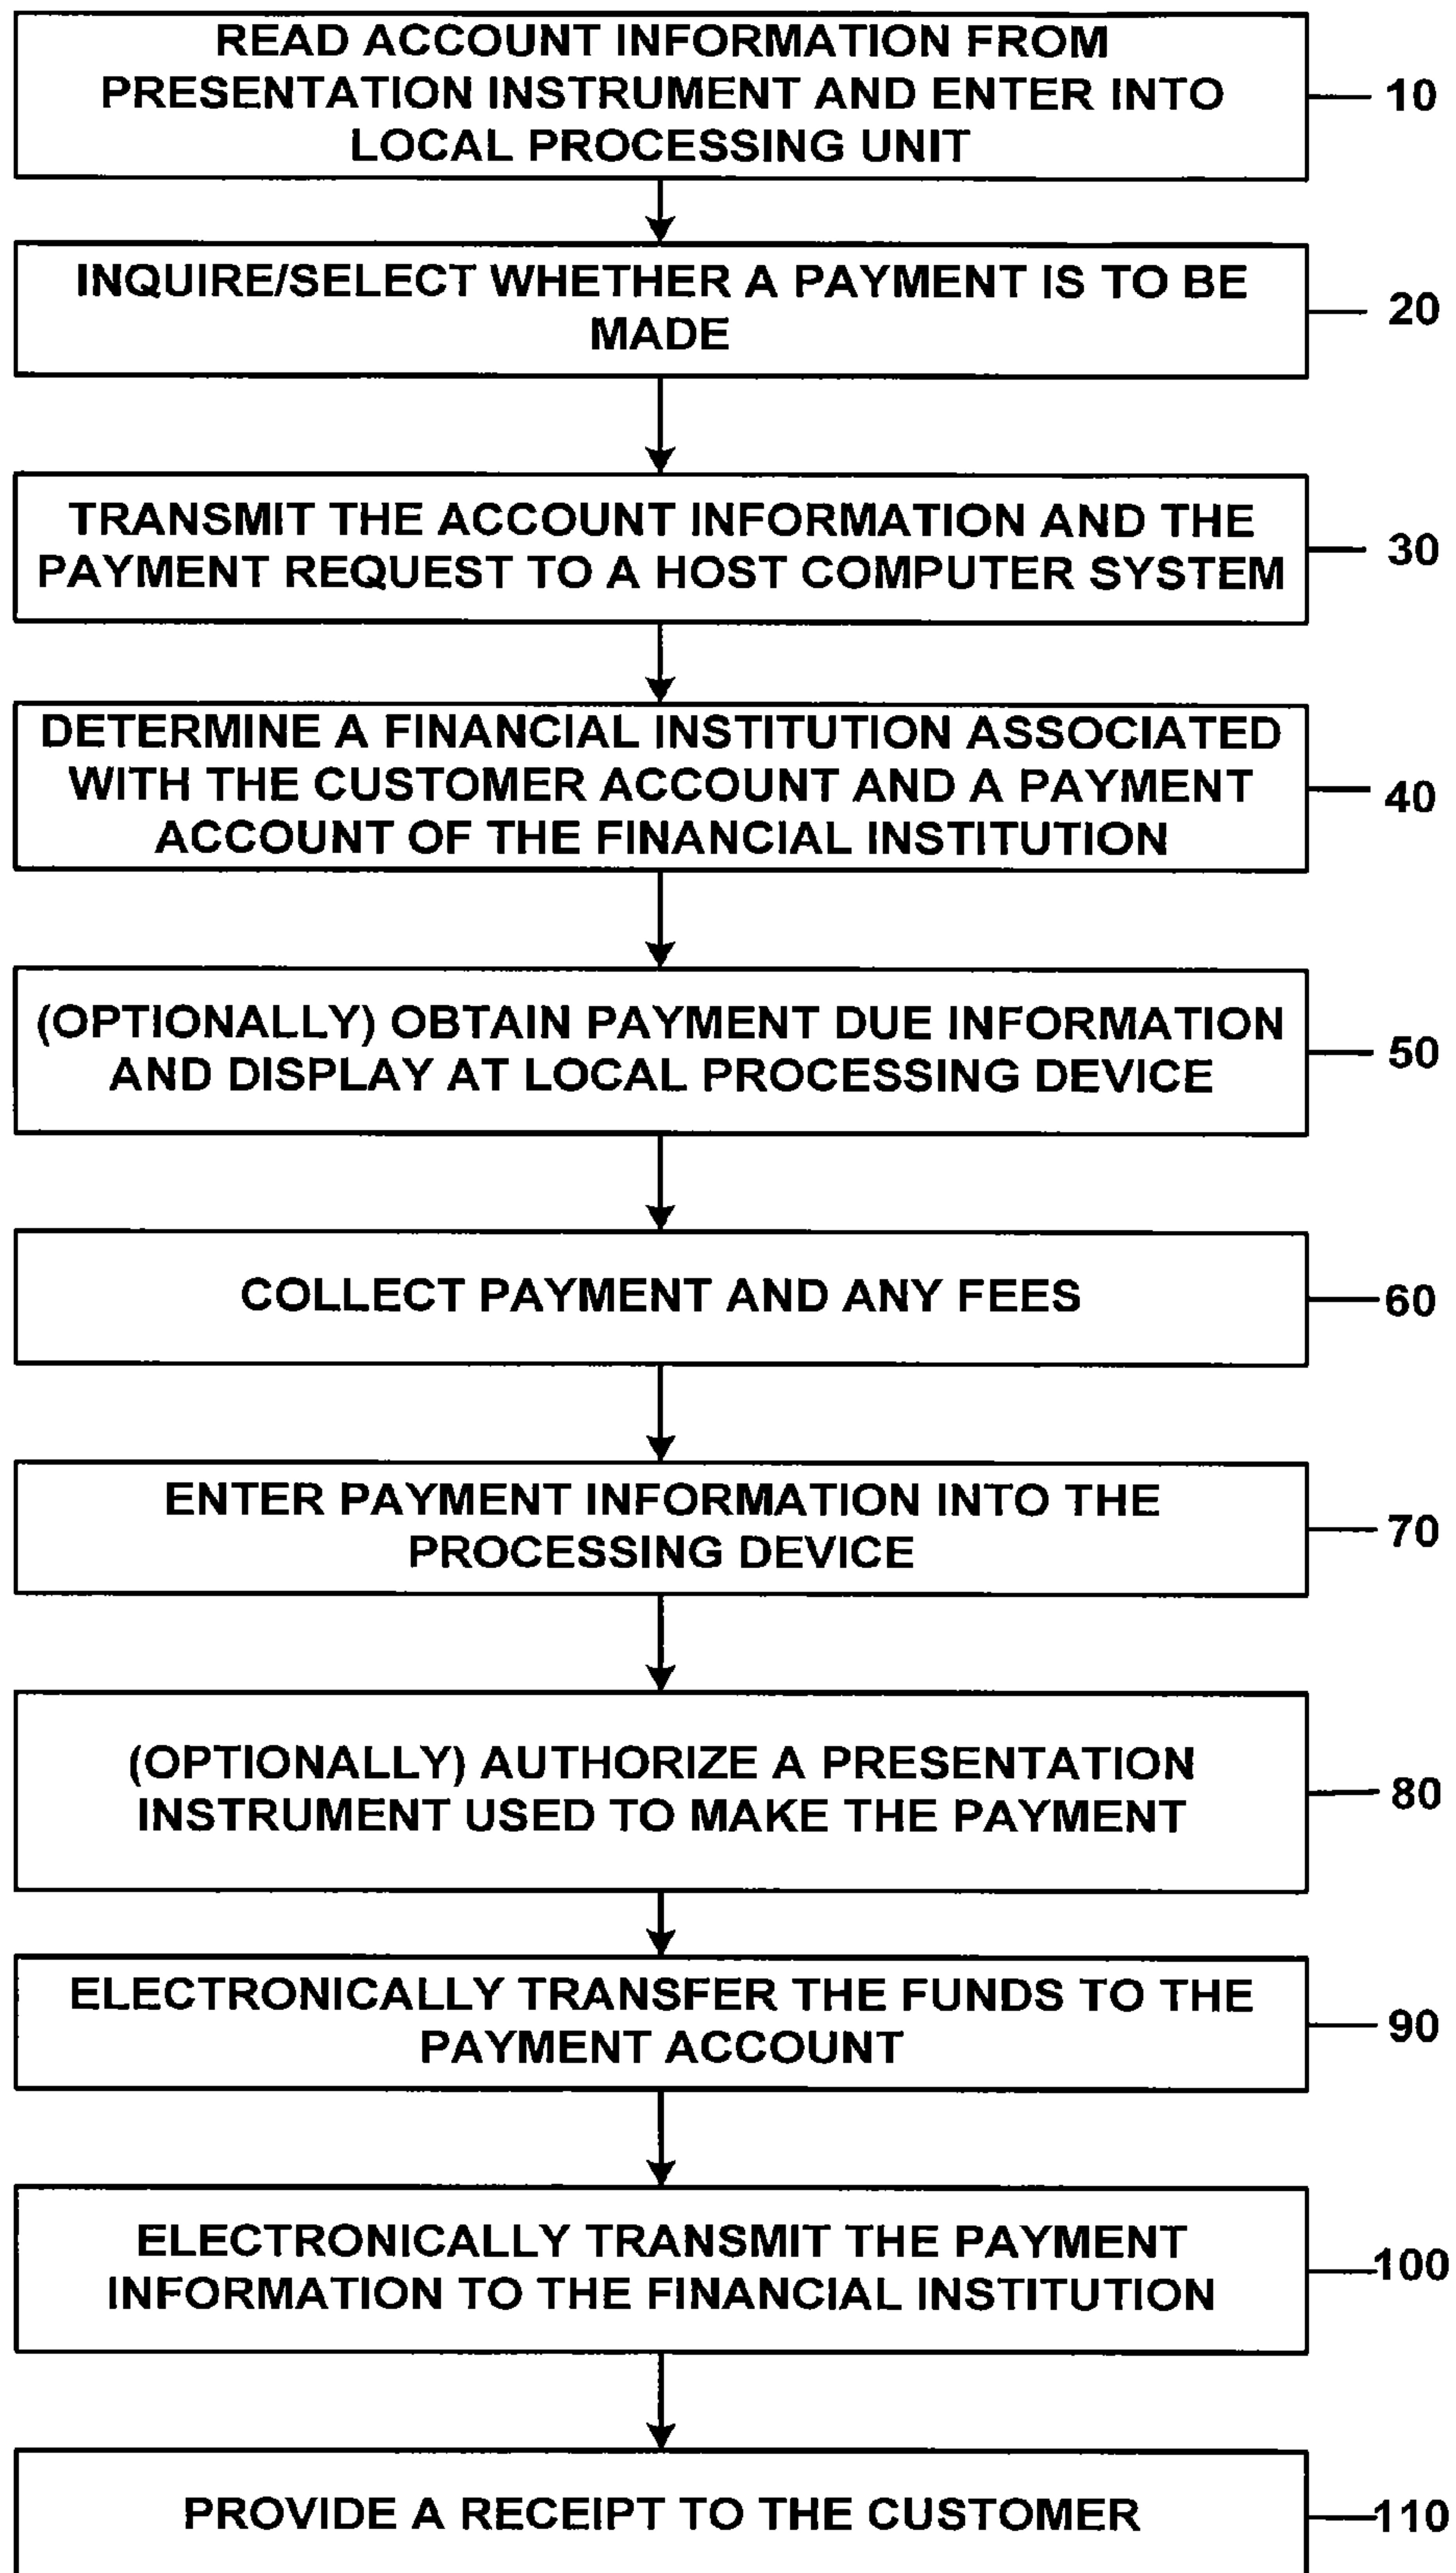 READ ACCOUNT INFORMATION FROM
PRESENTATION INSTRUMENT AND ENTER INTO
LOCAL PROCESSING UNIT
10
INQUIRE/SELECT WHETHER A PAYMENT IS TO BE
MADE
20
TRANSMIT THE ACCOUNT INFORMATION AND THE
PAYMENT REQUEST TO A HOST COMPUTER SYSTEM
30
DETERMINE A FINANCIAL INSTITUTION ASSOCIATED
WITH THE CUSTOMER ACCOUNT AND A PAYMENT
ACCOUNT OF THE FINANCIAL INSTITUTION
40
(OPTIONALLY) OBTAIN PAYMENT DUE INFORMATION
AND DISPLAY AT LOCAL PROCESSING DEVICE
50
COLLECT PAYMENT AND ANY FEES
60
ENTER PAYMENT INFORMATION INTO THE
PROCESSING DEVICE
70
(OPTIONALLY) AUTHORIZE A PRESENTATION
INSTRUMENT USED TO MAKE THE PAYMENT
80
ELECTRONICALLY TRANSFER THE FUNDS TO THE
PAYMENT ACCOUNT
90
ELECTRONICALLY TRANSMIT THE PAYMENT
INFORMATION TO THE FINANCIAL INSTITUTION
100
PROVIDE A RECEIPT TO THE CUSTOMER
110